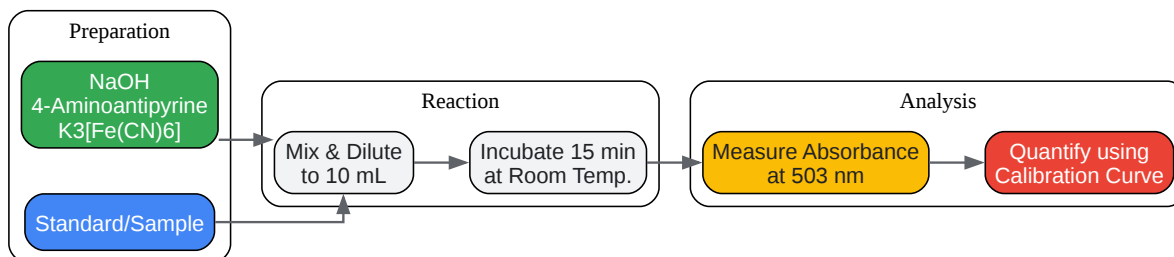 Preparation
NaOH
4-Aminoantipyrine
K3[Fe(CN)6]
Standard/Sample
Reaction
Mix & Dilute
to 10 mL
Incubate 15 min
at Room Temp.
Analysis
Measure Absorbance
at 503 nm
Quantify using
Calibration Curve